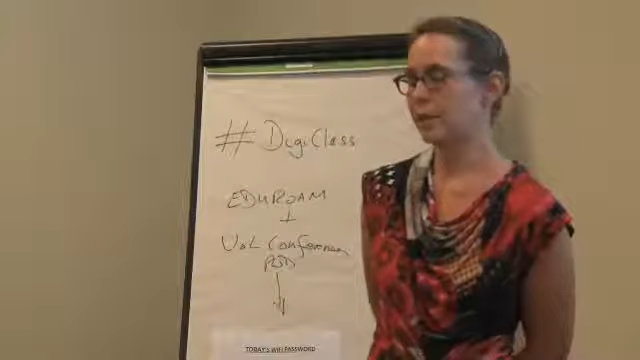 #DigiClass
EDUROAM
+
UoL Conference
PSD
TODAY'S WIFI PASSWORD